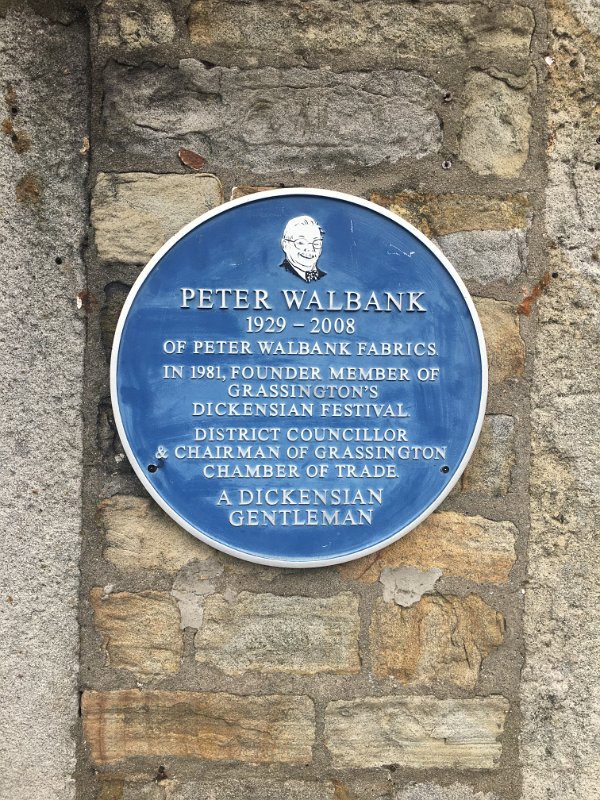 PETER WALBANK
1929 – 2008
OF PETER WALBANK FABRICS.
IN 1981, FOUNDER MEMBER OF
GRASSINGTON'S
DICKENSIAN FESTIVAL.
DISTRICT COUNCILLOR
& CHAIRMAN OF GRASSINGTON
CHAMBER OF TRADE.
A DICKENSIAN
GENTLEMAN